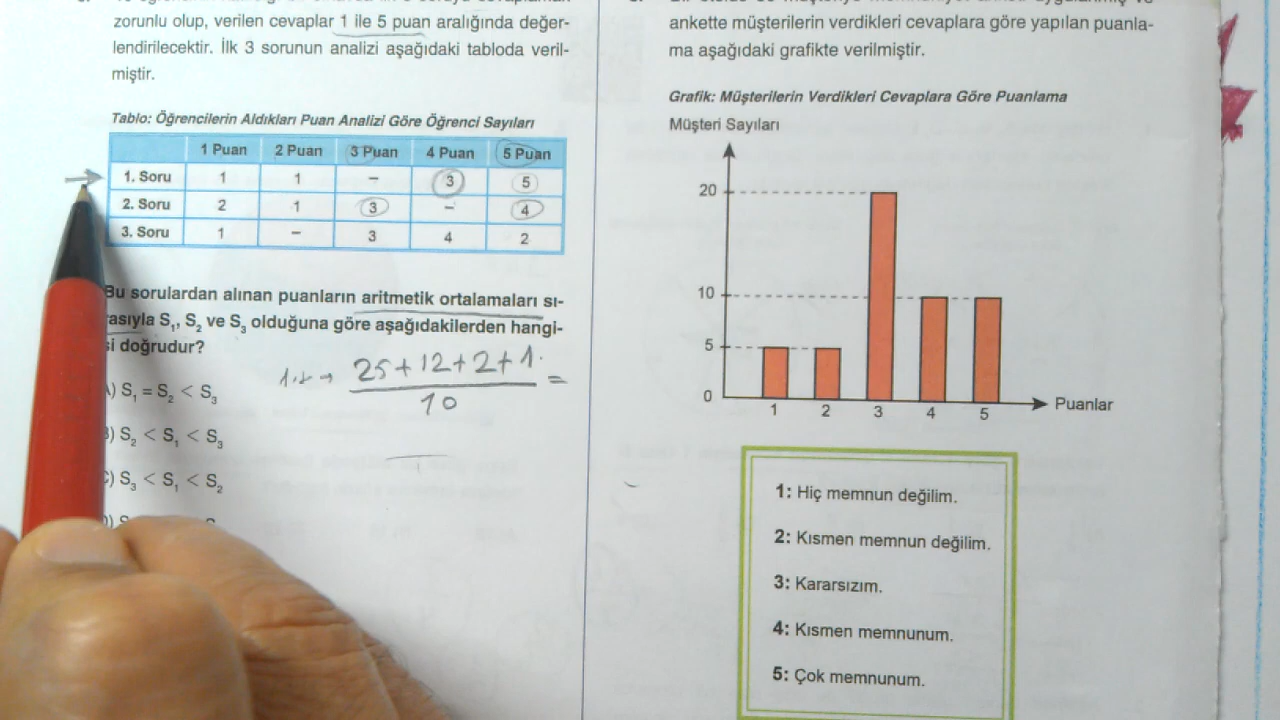 zorunlu olup, verilen cevaplar 1 ile 5 puan aralığında değer-
lendirilecektir. İlk 3 sorunun analizi aşağıdaki tabloda veril-
miştir.
Tablo: Öğrencilerin Aldıkları Puan Analizi Göre Öğrenci Sayıları
1 Puan 2 Puan 3 Puan 4 Puan 5 Puan
1. Soru 1 1 – 3 5
2. Soru 2 1 3 – 4
3. Soru 1 – 3 4 2
Bu sorulardan alınan puanların aritmetik ortalamaları sı-
rasıyla S₁, S₂ ve S₃ olduğuna göre aşağıdakilerden hangi-
si doğrudur?
25+12+2+1
10
=
A) S₁ = S₂ < S₃
B) S₂ < S₁ < S₃
C) S₃ < S₁ < S₂
ankette müşterilerin verdikleri cevaplara göre yapılan puanla-
ma aşağıdaki grafikte verilmiştir.
Grafik: Müşterilerin Verdikleri Cevaplara Göre Puanlama
Müşteri Sayıları
20
10
5
0
1 2 3 4 5
Puanlar
1: Hiç memnun değilim.
2: Kısmen memnun değilim.
3: Kararsızım.
4: Kısmen memnunum.
5: Çok memnunum.